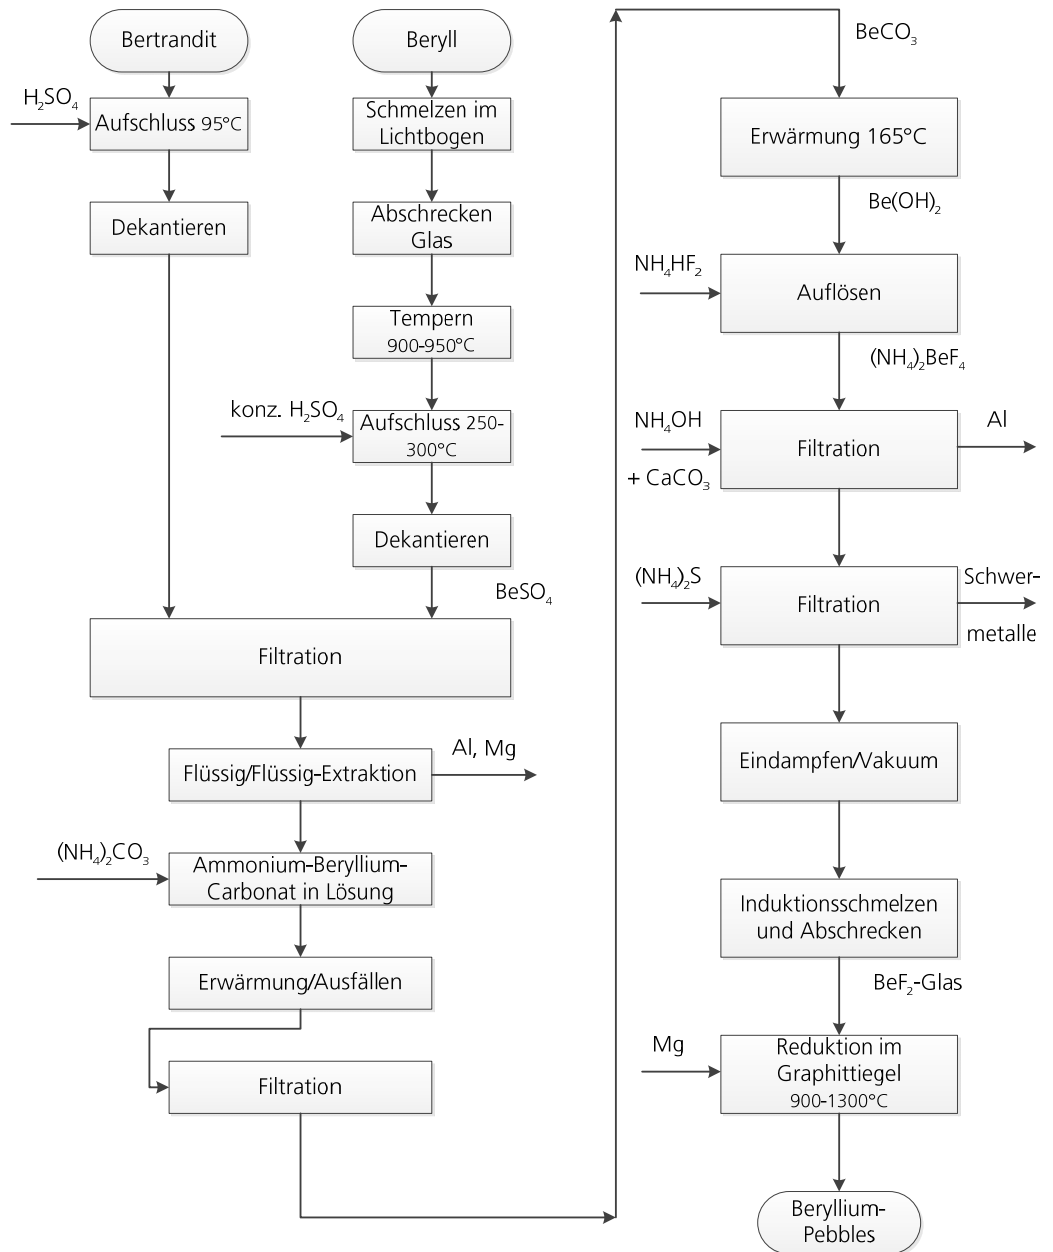 Bertrandit
H₂SO₄
Aufschluss 95°C
Dekantieren
Beryll
Schmelzen im
Lichtbogen
Abschrecken
Glas
Tempern
900-950°C
konz. H₂SO₄
Aufschluss 250-
300°C
Dekantieren
BeSO₄
Filtration
Flüssig/Flüssig-Extraktion
Al, Mg
(NH₄)₂CO₃
Ammonium-Beryllium-
Carbonat in Lösung
Erwärmung/Ausfällen
Filtration
BeCO₃
Erwärmung 165°C
Be(OH)₂
NH₄HF₂
Auflösen
(NH₄)₂BeF₄
NH₄OH
+ CaCO₃
Filtration
Al
(NH₄)₂S
Filtration
Schwer-
metalle
Eindampfen/Vakuum
Induktionsschmelzen
und Abschrecken
BeF₂-Glas
Mg
Reduktion im
Graphittiegel
900-1300°C
Beryllium-
Pebbles